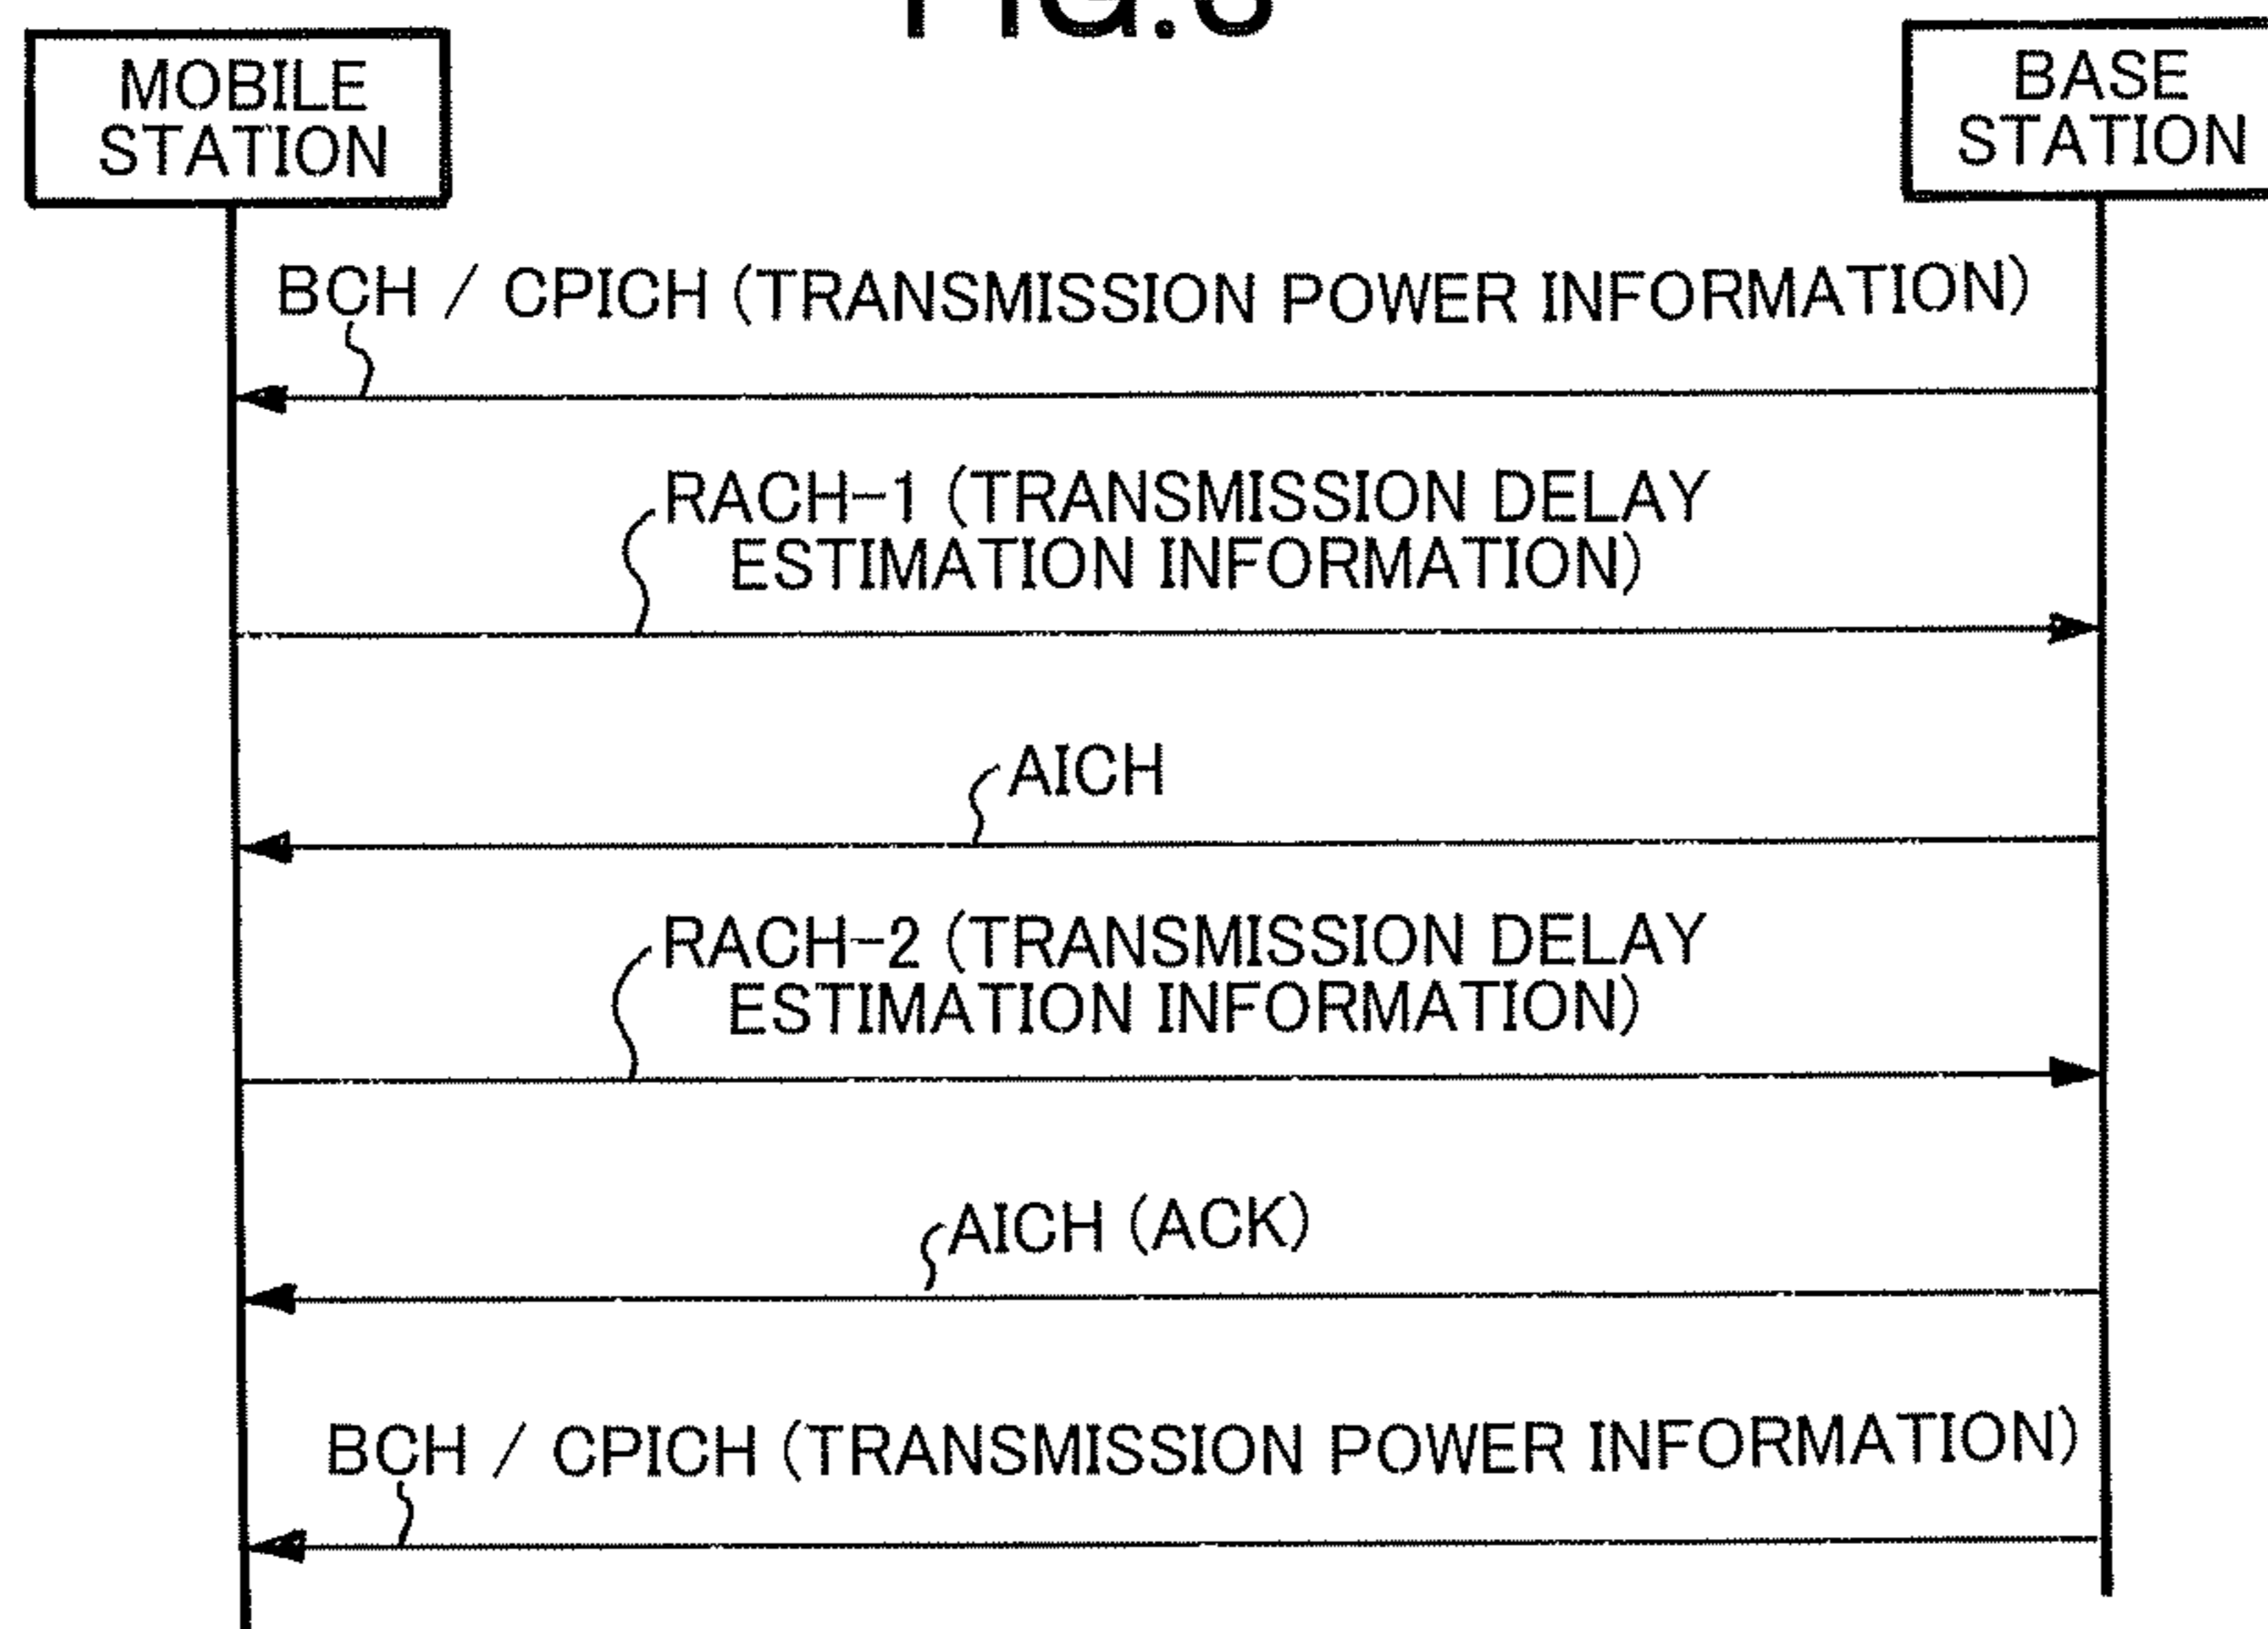 MOBILE
STATION
BASE
STATION
BCH / CPICH (TRANSMISSION POWER INFORMATION)
RACH-1 (TRANSMISSION DELAY
ESTIMATION INFORMATION)
AICH
RACH-2 (TRANSMISSION DELAY
ESTIMATION INFORMATION)
AICH (ACK)
BCH / CPICH (TRANSMISSION POWER INFORMATION)